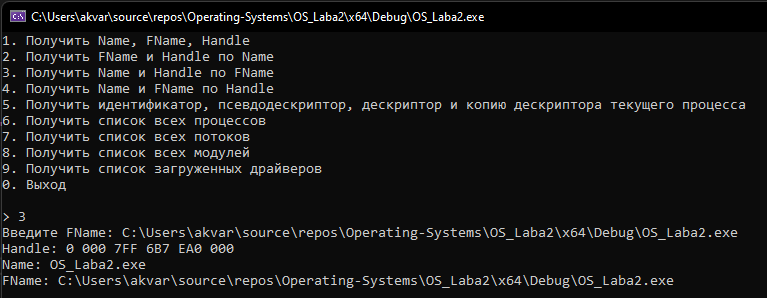 C:\Users\akvar\source\repos\Operating-Systems\OS_Laba2\x64\Debug\OS_Laba2.exe
1. Получить Name, FName, Handle
2. Получить FName и Handle по Name
3. Получить Name и Handle по FName
4. Получить Name и FName по Handle
5. Получить идентификатор, псевдодескриптор, дескриптор и копию дескриптора текущего процесса
6. Получить список всех процессов
7. Получить список всех потоков
8. Получить список всех модулей
9. Получить список загруженных драйверов
0. Выход
> 3
Введите FName: C:\Users\akvar\source\repos\Operating-Systems\OS_Laba2\x64\Debug\OS_Laba2.exe
Handle: 0 000 7FF 6B7 EA0 000
Name: OS_Laba2.exe
FName: C:\Users\akvar\source\repos\Operating-Systems\OS_Laba2\x64\Debug\OS_Laba2.exe